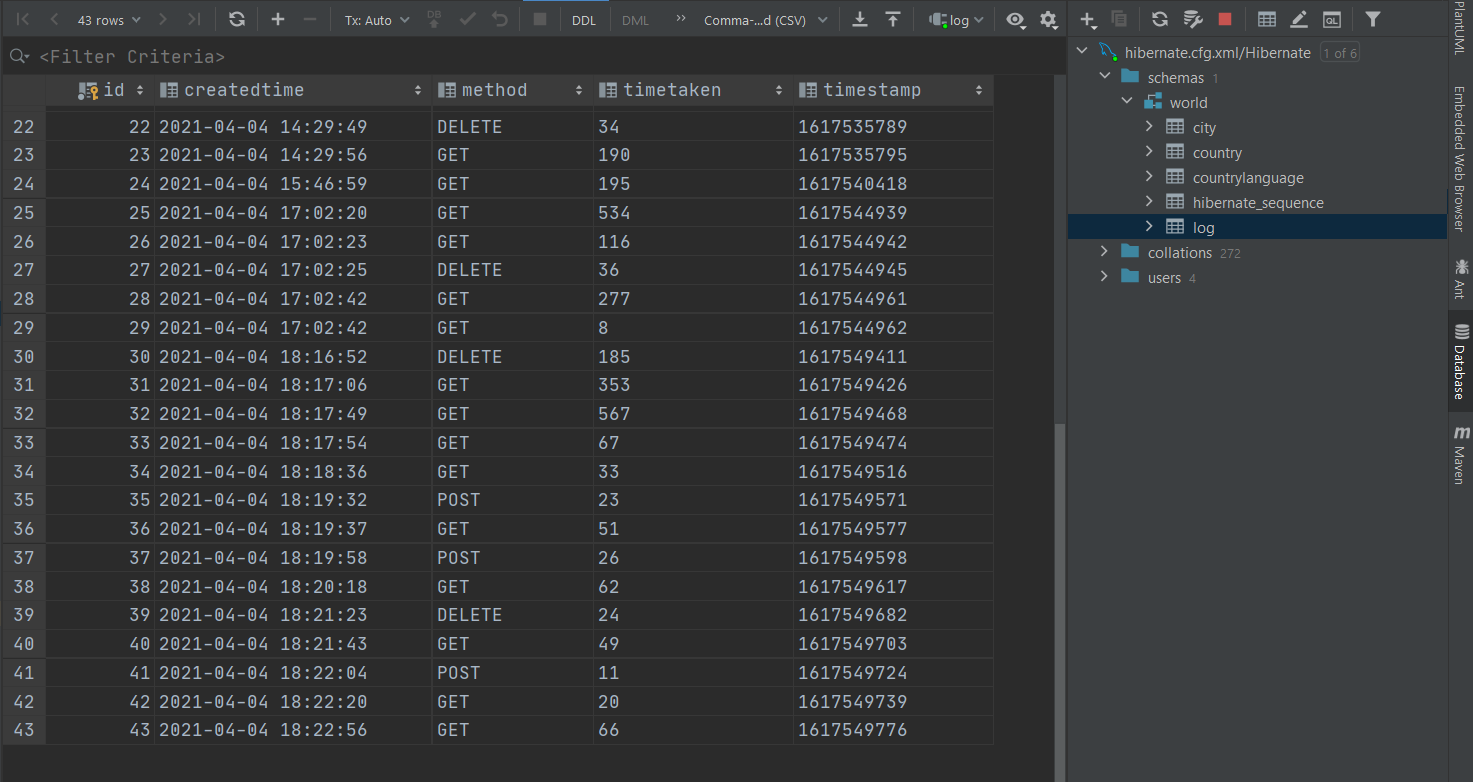 43 rows Tx: Auto DB DDL DML » Comma-...d (CSV) log
<Filter Criteria>
id createdtime method timetaken timestamp
22 22 2021-04-04 14:29:49 DELETE 34 1617535789
23 23 2021-04-04 14:29:56 GET 190 1617535795
24 24 2021-04-04 15:46:59 GET 195 1617540418
25 25 2021-04-04 17:02:20 GET 534 1617544939
26 26 2021-04-04 17:02:23 GET 116 1617544942
27 27 2021-04-04 17:02:25 DELETE 36 1617544945
28 28 2021-04-04 17:02:42 GET 277 1617544961
29 29 2021-04-04 17:02:42 GET 8 1617544962
30 30 2021-04-04 18:16:52 DELETE 185 1617549411
31 31 2021-04-04 18:17:06 GET 353 1617549426
32 32 2021-04-04 18:17:49 GET 567 1617549468
33 33 2021-04-04 18:17:54 GET 67 1617549474
34 34 2021-04-04 18:18:36 GET 33 1617549516
35 35 2021-04-04 18:19:32 POST 23 1617549571
36 36 2021-04-04 18:19:37 GET 51 1617549577
37 37 2021-04-04 18:19:58 POST 26 1617549598
38 38 2021-04-04 18:20:18 GET 62 1617549617
39 39 2021-04-04 18:21:23 DELETE 24 1617549682
40 40 2021-04-04 18:21:43 GET 49 1617549703
41 41 2021-04-04 18:22:04 POST 11 1617549724
42 42 2021-04-04 18:22:20 GET 20 1617549739
43 43 2021-04-04 18:22:56 GET 66 1617549776
QL
hibernate.cfg.xml/Hibernate 1 of 6
schemas 1
world
city
country
countrylanguage
hibernate_sequence
log
collations 272
users 4
PlantUML
Embedded Web Browser
Ant
Database
m Maven